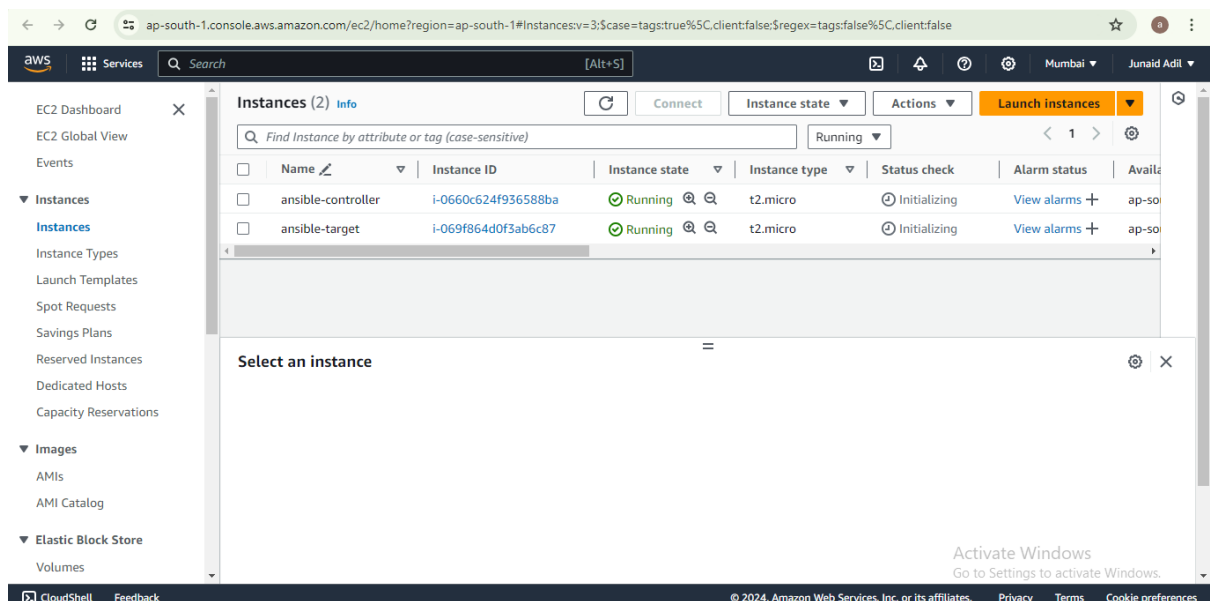 ap-south-1.console.aws.amazon.com/ec2/home?region=ap-south-1#Instances:v=3;$case=tags:true%5C,client:false;$regex=tags:false%5C,client:false a
aws Services Search [Alt+S] Mumbai Junaid Adil
EC2 Dashboard
EC2 Global View
Events
Instances
Instances
Instance Types
Launch Templates
Spot Requests
Savings Plans
Reserved Instances
Dedicated Hosts
Capacity Reservations
Images
AMIs
AMI Catalog
Elastic Block Store
Volumes
Instances (2) Info Connect Instance state Actions Launch instances
Find Instance by attribute or tag (case-sensitive) Running 1
Name Instance ID Instance state Instance type Status check Alarm status Availa
ansible-controller i-0660c624f936588ba Running t2.micro Initializing View alarms + ap-sou
ansible-target i-069f864d0f3ab6c87 Running t2.micro Initializing View alarms + ap-sou
Select an instance
Activate Windows
Go to Settings to activate Windows.
CloudShell Feedback © 2024, Amazon Web Services, Inc. or its affiliates. Privacy Terms Cookie preferences